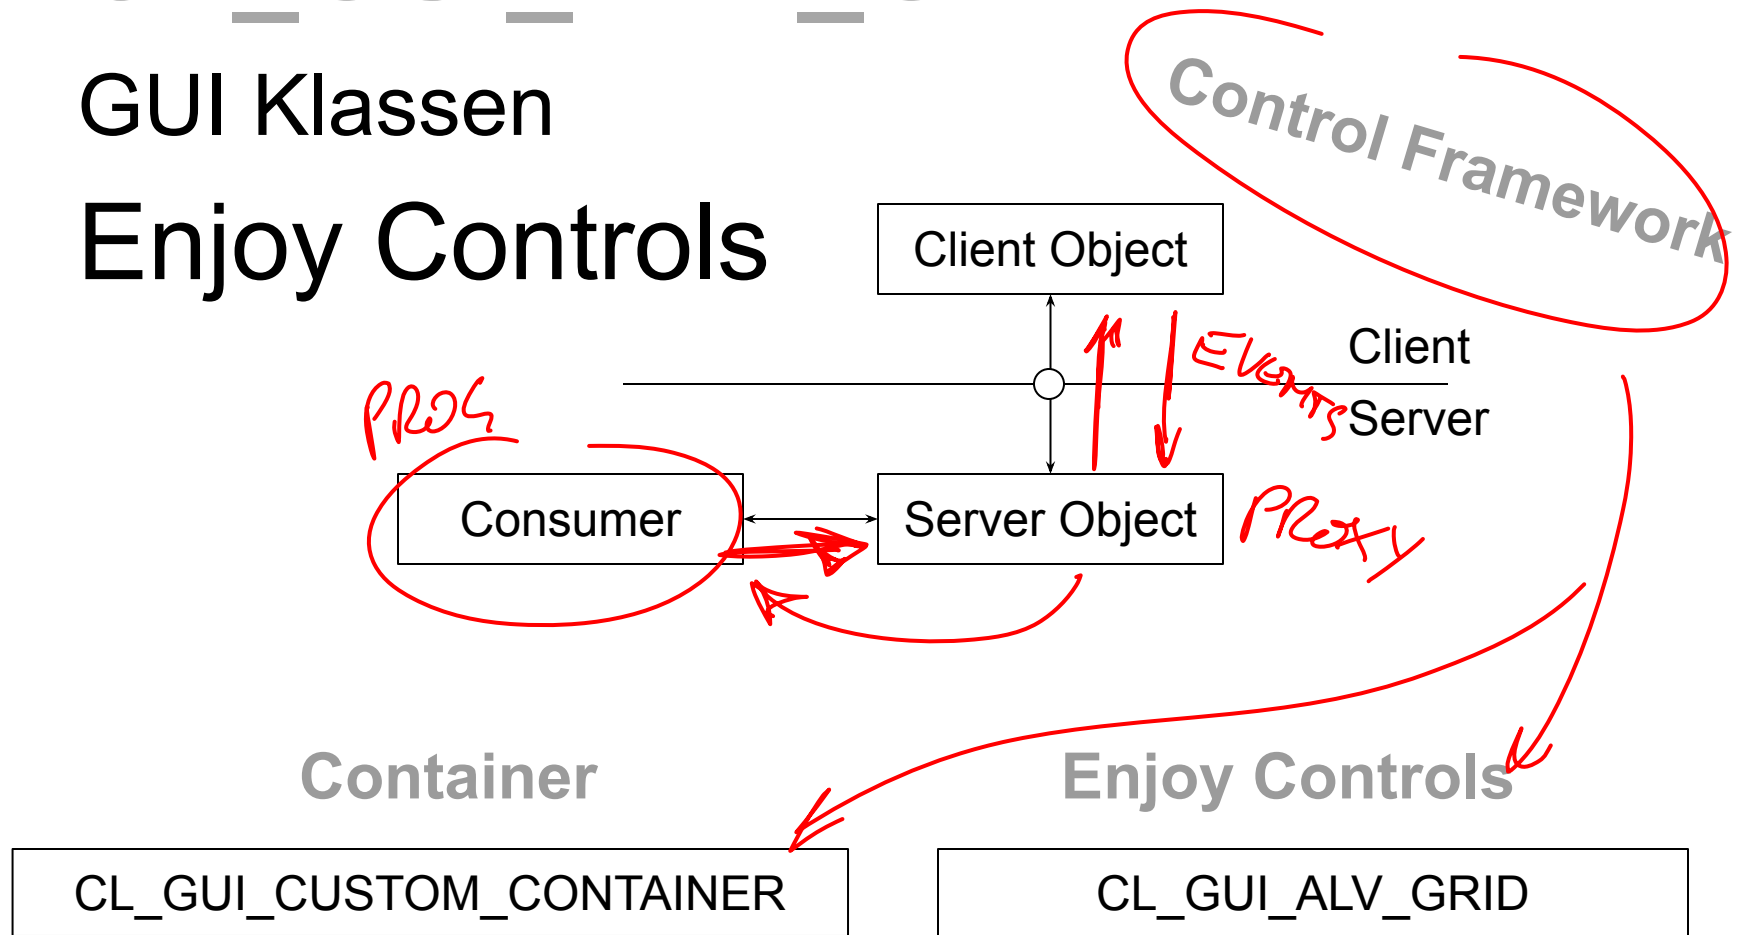 GUI Klassen
Control Framework
Enjoy Controls
Client Object
EVENTS
Client
Server
PROG
Consumer
Server Object
PROXY
Container
Enjoy Controls
CL_GUI_CUSTOM_CONTAINER
CL_GUI_ALV_GRID